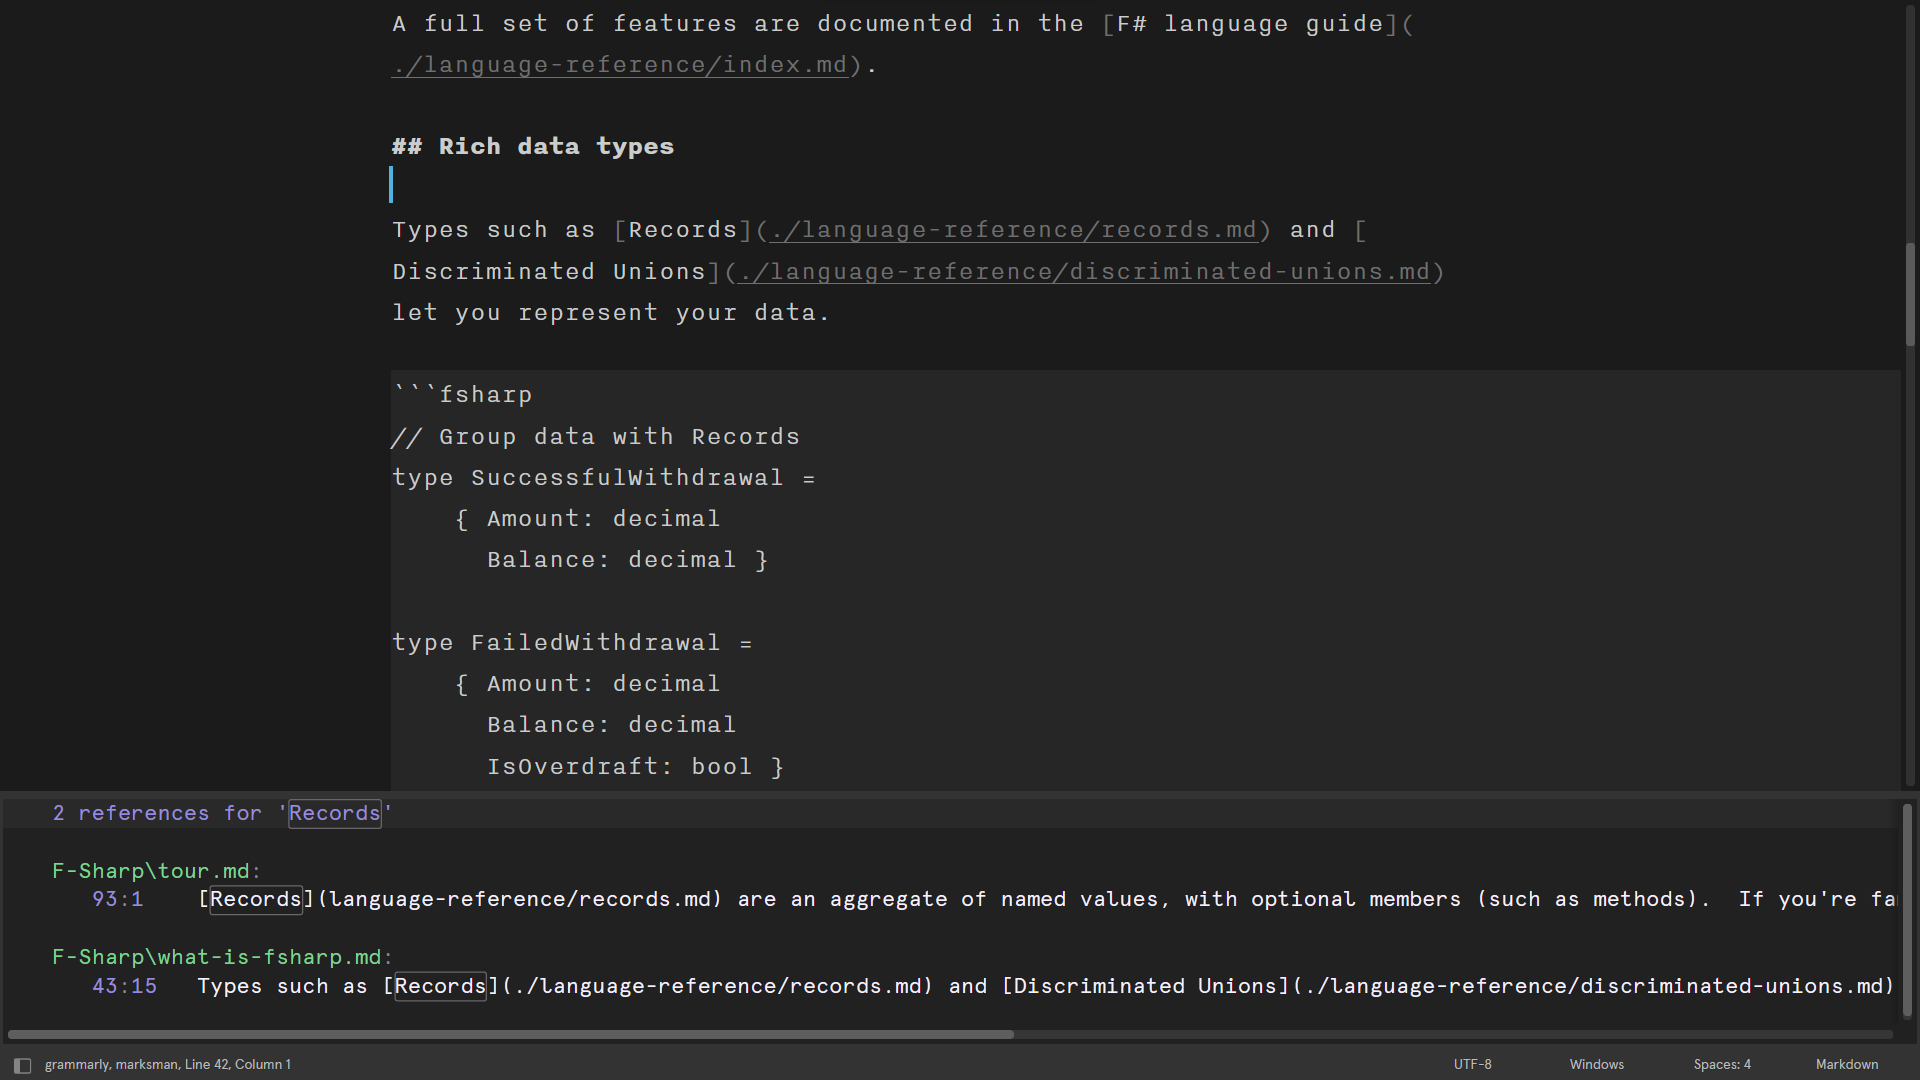 A full set of features are documented in the [F# language guide](
./language-reference/index.md).
## Rich data types
Types such as [Records](./language-reference/records.md) and [
Discriminated Unions](./language-reference/discriminated-unions.md)
let you represent your data.
```fsharp
// Group data with Records
type SuccessfulWithdrawal =
    { Amount: decimal
      Balance: decimal }
type FailedWithdrawal =
    { Amount: decimal
      Balance: decimal
      IsOverdraft: bool }
2 references for 'Records'
F-Sharp\tour.md:
93:1    [Records](language-reference/records.md) are an aggregate of named values, with optional members (such as methods).  If you're fa
F-Sharp\what-is-fsharp.md:
43:15   Types such as [Records](./language-reference/records.md) and [Discriminated Unions](./language-reference/discriminated-unions.md)
grammarly, marksman, Line 42, Column 1 UTF-8 Windows Spaces: 4 Markdown